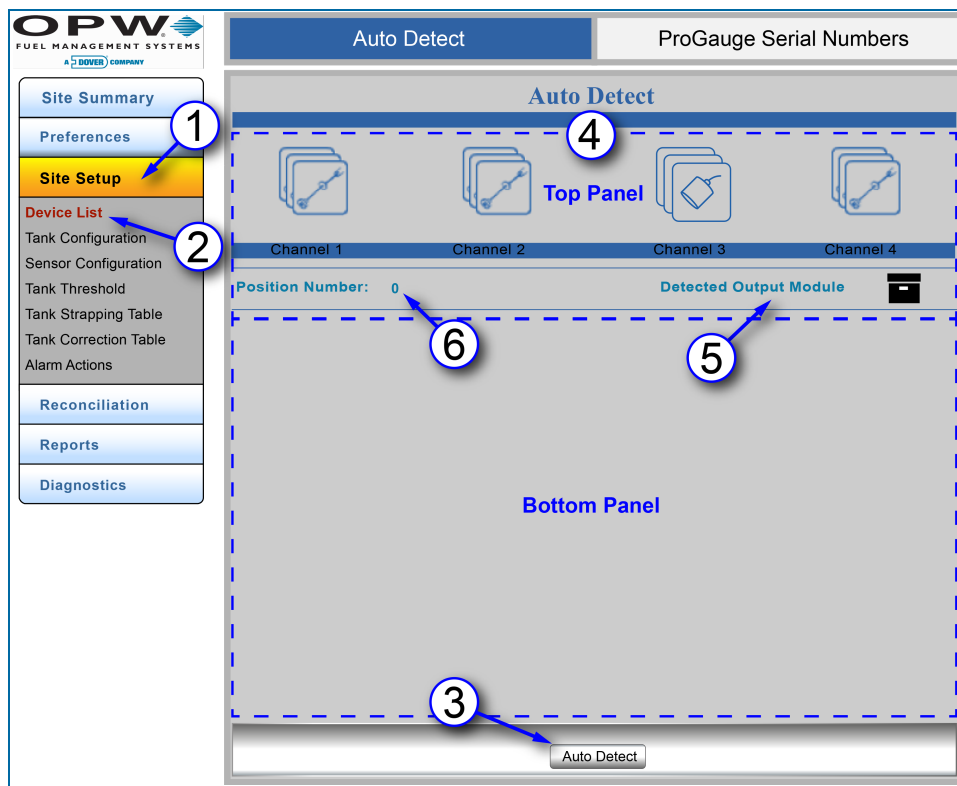 OPW
FUEL MANAGEMENT SYSTEMS
A DOVER COMPANY
Auto Detect
ProGauge Serial Numbers
Site Summary
Preferences
Site Setup
Device List
Tank Configuration
Sensor Configuration
Tank Threshold
Tank Strapping Table
Tank Correction Table
Alarm Actions
Reconciliation
Reports
Diagnostics
1
2
Auto Detect
4
Top Panel
Channel 1
Channel 2
Channel 3
Channel 4
Position Number: 0
Detected Output Module
6
5
Bottom Panel
3
Auto Detect